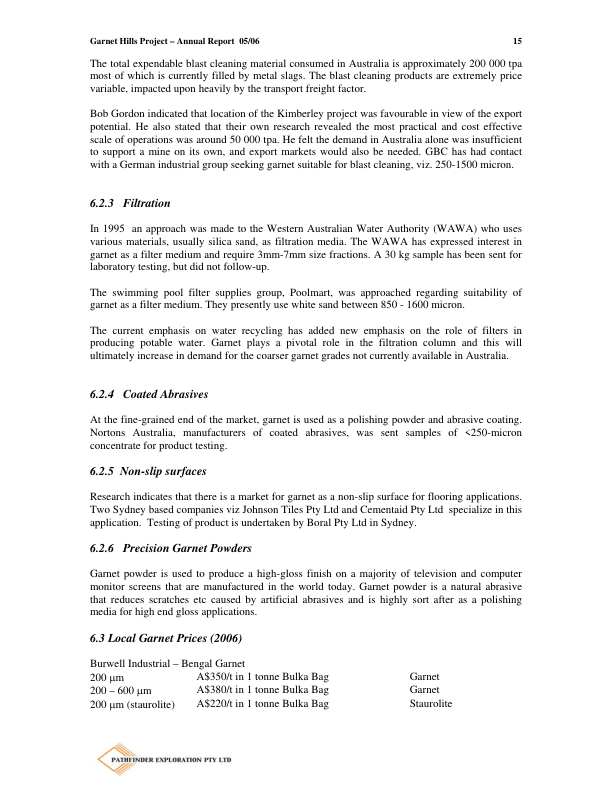 Garnet Hills Project – Annual Report 05/06 15
The total expendable blast cleaning material consumed in Australia is approximately 200 000 tpa
most of which is currently filled by metal slags. The blast cleaning products are extremely price
variable, impacted upon heavily by the transport freight factor.
Bob Gordon indicated that location of the Kimberley project was favourable in view of the export
potential. He also stated that their own research revealed the most practical and cost effective
scale of operations was around 50 000 tpa. He felt the demand in Australia alone was insufficient
to support a mine on its own, and export markets would also be needed. GBC has had contact
with a German industrial group seeking garnet suitable for blast cleaning, viz. 250-1500 micron.
6.2.3 Filtration
In 1995 an approach was made to the Western Australian Water Authority (WAWA) who uses
various materials, usually silica sand, as filtration media. The WAWA has expressed interest in
garnet as a filter medium and require 3mm-7mm size fractions. A 30 kg sample has been sent for
laboratory testing, but did not follow-up.
The swimming pool filter supplies group, Poolmart, was approached regarding suitability of
garnet as a filter medium. They presently use white sand between 850 - 1600 micron.
The current emphasis on water recycling has added new emphasis on the role of filters in
producing potable water. Garnet plays a pivotal role in the filtration column and this will
ultimately increase in demand for the coarser garnet grades not currently available in Australia.
6.2.4 Coated Abrasives
At the fine-grained end of the market, garnet is used as a polishing powder and abrasive coating.
Nortons Australia, manufacturers of coated abrasives, was sent samples of <250-micron
concentrate for product testing.
6.2.5 Non-slip surfaces
Research indicates that there is a market for garnet as a non-slip surface for flooring applications.
Two Sydney based companies viz Johnson Tiles Pty Ltd and Cementaid Pty Ltd specialize in this
application. Testing of product is undertaken by Boral Pty Ltd in Sydney.
6.2.6 Precision Garnet Powders
Garnet powder is used to produce a high-gloss finish on a majority of television and computer
monitor screens that are manufactured in the world today. Garnet powder is a natural abrasive
that reduces scratches etc caused by artificial abrasives and is highly sort after as a polishing
media for high end gloss applications.
6.3 Local Garnet Prices (2006)
Burwell Industrial – Bengal Garnet
200 µm A$350/t in 1 tonne Bulka Bag Garnet
200 – 600 µm A$380/t in 1 tonne Bulka Bag Garnet
200 µm (staurolite) A$220/t in 1 tonne Bulka Bag Staurolite
PATHFINDER EXPLORATION PTY LTD